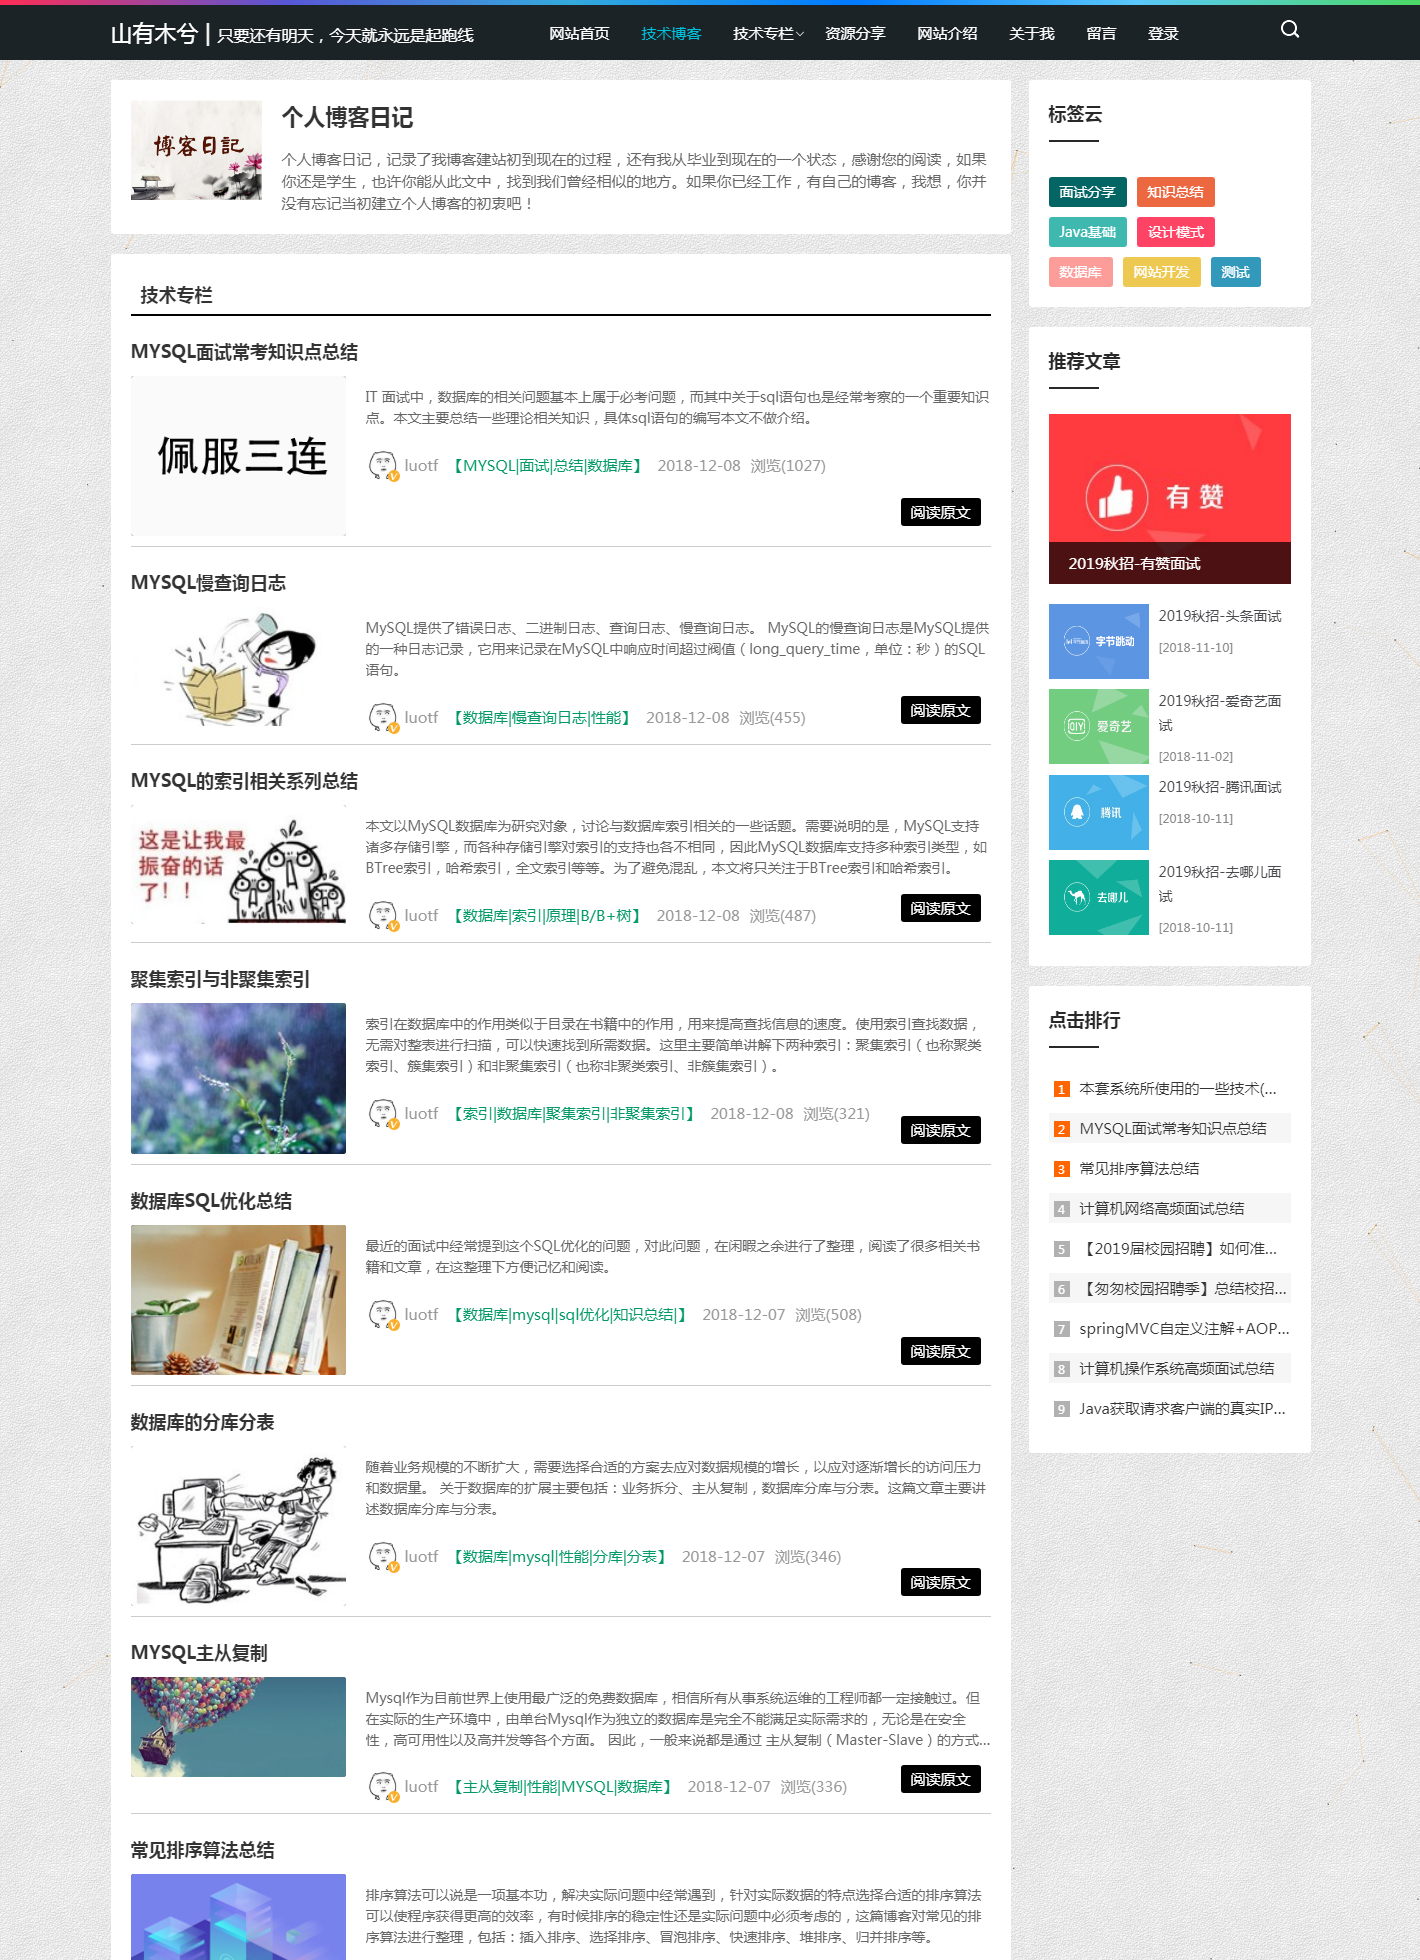 山有木兮 | 只要还有明天，今天就永远是起跑线
网站首页 技术博客 技术专栏 资源分享 网站介绍 关于我 留言 登录
博客日記
个人博客日记
个人博客日记，记录了我博客建站初到现在的过程，还有我从毕业到现在的一个状态，感谢您的阅读，如果
你还是学生，也许你能从此文中，找到我们曾经相似的地方。如果你已经工作，有自己的博客，我想，你并
没有忘记当初建立个人博客的初衷吧！
技术专栏
MYSQL面试常考知识点总结
佩服三连
IT 面试中，数据库的相关问题基本上属于必考问题，而其中关于sql语句也是经常考察的一个重要知识
点。本文主要总结一些理论相关知识，具体sql语句的编写本文不做介绍。
luotf 【MYSQL|面试|总结|数据库】 2018-12-08 浏览(1027)
阅读原文
MYSQL慢查询日志
MySQL提供了错误日志、二进制日志、查询日志、慢查询日志。 MySQL的慢查询日志是MySQL提供
的一种日志记录，它用来记录在MySQL中响应时间超过阀值（long_query_time，单位：秒）的SQL
语句。
luotf 【数据库|慢查询日志|性能】 2018-12-08 浏览(455)
阅读原文
MYSQL的索引相关系列总结
这是让我最
振奋的话
了！！
本文以MySQL数据库为研究对象，讨论与数据库索引相关的一些话题。需要说明的是，MySQL支持
诸多存储引擎，而各种存储引擎对索引的支持也各不相同，因此MySQL数据库支持多种索引类型，如
BTree索引，哈希索引，全文索引等等。为了避免混乱，本文将只关注于BTree索引和哈希索引。
luotf 【数据库|索引|原理|B/B+树】 2018-12-08 浏览(487)
阅读原文
聚集索引与非聚集索引
索引在数据库中的作用类似于目录在书籍中的作用，用来提高查找信息的速度。使用索引查找数据，
无需对整表进行扫描，可以快速找到所需数据。这里主要简单讲解下两种索引：聚集索引（也称聚类
索引、簇集索引）和非聚集索引（也称非聚类索引、非簇集索引）。
luotf 【索引|数据库|聚集索引|非聚集索引】 2018-12-08 浏览(321)
阅读原文
数据库SQL优化总结
最近的面试中经常提到这个SQL优化的问题，对此问题，在闲暇之余进行了整理，阅读了很多相关书
籍和文章，在这整理下方便记忆和阅读。
luotf 【数据库|mysql|sql优化|知识总结|】 2018-12-07 浏览(508)
阅读原文
数据库的分库分表
随着业务规模的不断扩大，需要选择合适的方案去应对数据规模的增长，以应对逐渐增长的访问压力
和数据量。 关于数据库的扩展主要包括：业务拆分、主从复制，数据库分库与分表。这篇文章主要讲
述数据库分库与分表。
luotf 【数据库|mysql|性能|分库|分表】 2018-12-07 浏览(346)
阅读原文
MYSQL主从复制
Mysql作为目前世界上使用最广泛的免费数据库，相信所有从事系统运维的工程师都一定接触过。但
在实际的生产环境中，由单台Mysql作为独立的数据库是完全不能满足实际需求的，无论是在安全
性，高可用性以及高并发等各个方面。 因此，一般来说都是通过 主从复制（Master-Slave）的方式...
luotf 【主从复制|性能|MYSQL|数据库】 2018-12-07 浏览(336)
阅读原文
常见排序算法总结
排序算法可以说是一项基本功，解决实际问题中经常遇到，针对实际数据的特点选择合适的排序算法
可以使程序获得更高的效率，有时候排序的稳定性还是实际问题中必须考虑的，这篇博客对常见的排
序算法进行整理，包括：插入排序、选择排序、冒泡排序、快速排序、堆排序、归并排序等。
标签云
面试分享 知识总结
Java基础 设计模式
数据库 网站开发 测试
推荐文章
有赞
2019秋招-有赞面试
字节跳动
2019秋招-头条面试
[2018-11-10]
QIY 爱奇艺
2019秋招-爱奇艺面
试
[2018-11-02]
腾讯
2019秋招-腾讯面试
[2018-10-11]
去哪儿
2019秋招-去哪儿面
试
[2018-10-11]
点击排行
1 本套系统所使用的一些技术(...
2 MYSQL面试常考知识点总结
3 常见排序算法总结
4 计算机网络高频面试总结
5 【2019届校园招聘】如何准...
6 【匆匆校园招聘季】总结校招...
7 springMVC自定义注解+AOP...
8 计算机操作系统高频面试总结
9 Java获取请求客户端的真实IP...